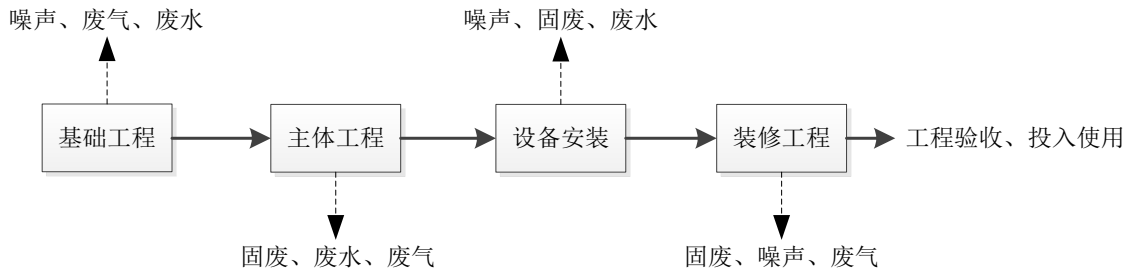 噪声、废气、废水
噪声、固废、废水
基础工程
主体工程
设备安装
装修工程
工程验收、投入使用
固废、废水、废气
固废、噪声、废气